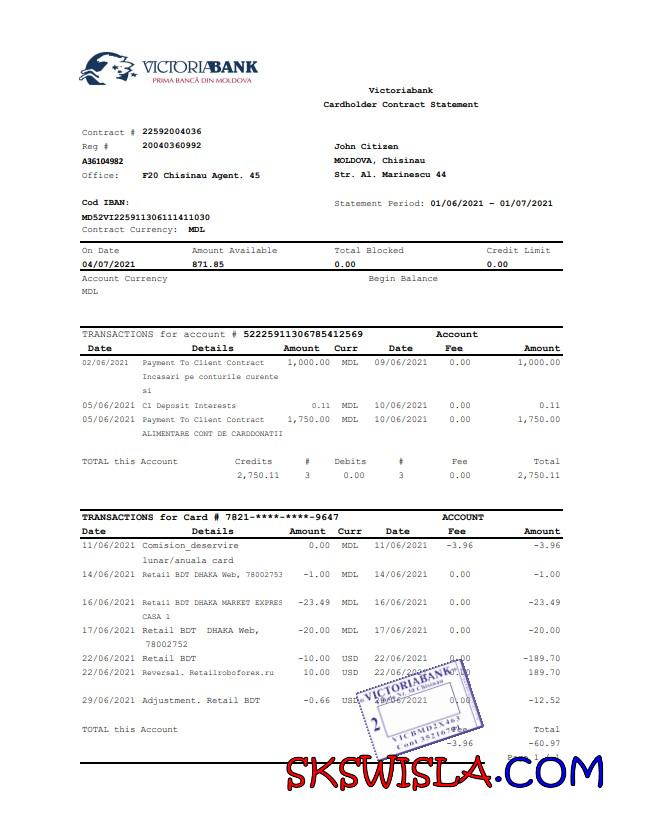 VICTORIABANK
PRIMA BANCĂ DIN MOLDOVA
Victoriabank
Cardholder Contract Statement
Contract # 22592004036
Reg # 20040360992
John Citizen
A36104982
MOLDOVA, Chisinau
Office: F20 Chisinau Agent. 45
Str. Al. Marinescu 44
Cod IBAN:
Statement Period: 01/06/2021 – 01/07/2021
MD52VI225911306111411030
Contract Currency: MDL
On Date Amount Available Total Blocked Credit Limit
04/07/2021 871.85 0.00 0.00
Account Currency Begin Balance
MDL
TRANSACTIONS for account # 52225911306785412569 Account
Date Details Amount Curr Date Fee Amount
02/06/2021 Payment To Client Contract 1,000.00 MDL 09/06/2021 0.00 1,000.00
Incasari pe conturile curente
si
05/06/2021 Cl Deposit Interests 0.11 MDL 10/06/2021 0.00 0.11
05/06/2021 Payment To Client Contract 1,750.00 MDL 10/06/2021 0.00 1,750.00
ALIMENTARE CONT DE CARDDONATII
TOTAL this Account Credits # Debits # Fee Total
2,750.11 3 0.00 3 0.00 2,750.11
TRANSACTIONS for Card # 7821-****-****-9647 ACCOUNT
Date Details Amount Curr Date Fee Amount
11/06/2021 Comision_deservire 0.00 MDL 11/06/2021 -3.96 -3.96
lunar/anuala card
14/06/2021 Retail BDT DHAKA Web, 78002753 -1.00 MDL 14/06/2021 0.00 -1.00
16/06/2021 Retail BDT DHAKA MARKET EXPRES -23.49 MDL 16/06/2021 0.00 -23.49
CASA 1
17/06/2021 Retail BDT DHAKA Web, -20.00 MDL 17/06/2021 0.00 -20.00
78002752
22/06/2021 Retail BDT -10.00 USD 22/06/2021 0.00 -189.70
22/06/2021 Reversal. Retailroboforex.ru 10.00 USD 22/06/2021 0.00 189.70
29/06/2021 Adjustment. Retail BDT -0.66 USD 0.00 -12.52
VICTORIABANK
Chisinau
2
VICBMD2X463
TOTAL this Account Fee Total
-3.96 -60.97
SKSWISLA.COM